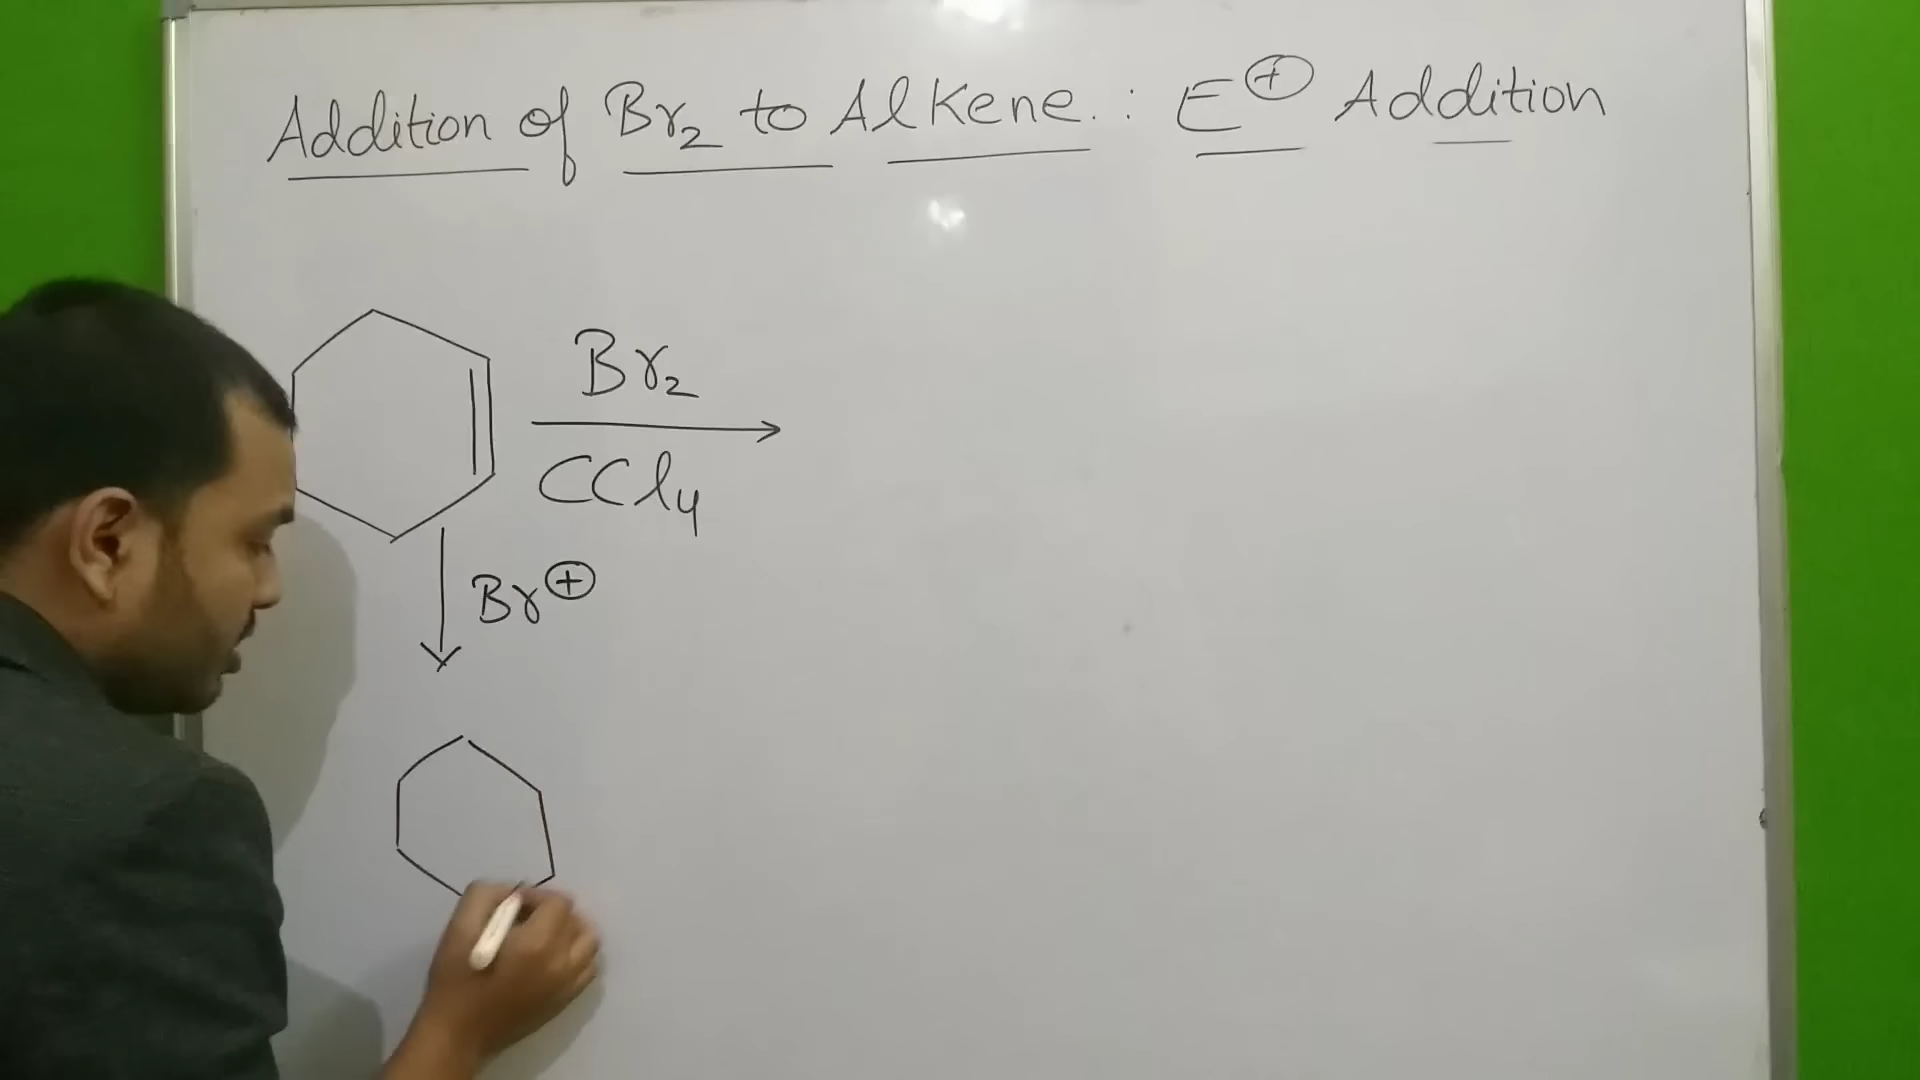 Addition of Br₂ to Alkene. : E⊕ Addition
Br₂
CCl₄
Br⊕